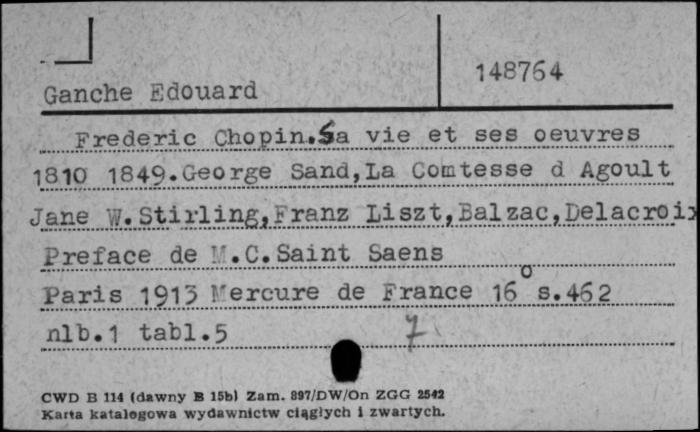 148764
Ganche Edouard
Frederic Chopin.Sa vie et ses oeuvres
1810 1849.George Sand,La Comtesse d Agoult
Jane W.Stirling,Franz Liszt,Balzac,Delacroix
Preface de M.C.Saint Saens
Paris 1913 Mercure de France 16° s.462
nlb.1 tabl.5 7
CWD B 114 (dawny B 15b) Zam. 897/DW/On ZGG 2542
Karta katalogowa wydawnictw ciągłych i zwartych.